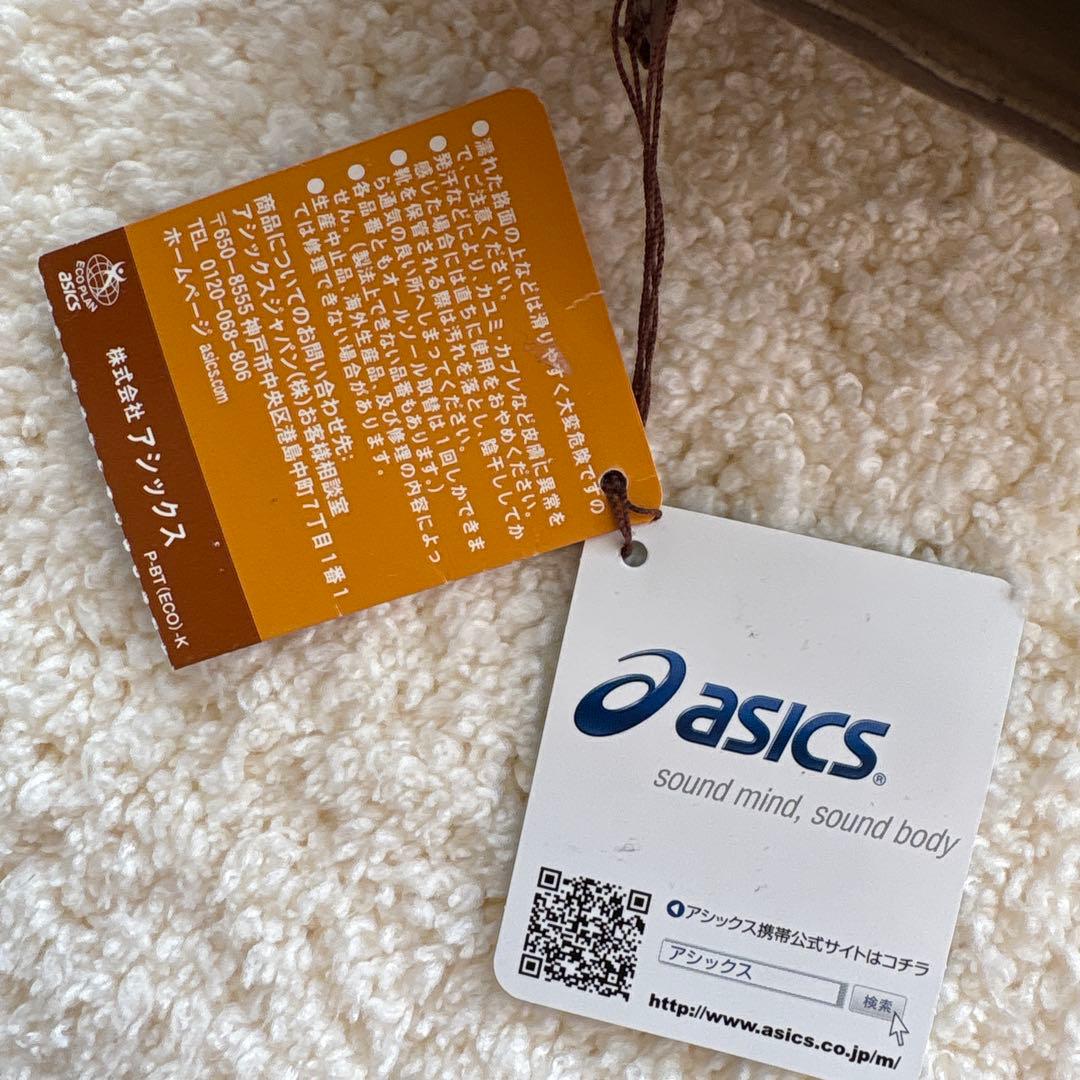 ●濡れた路面の上などは滑りやすく大変危険ですの
で、ご注意ください。
●発汗などによりカユミ・カブレなど皮膚に異常を
感じた場合には直ちに使用をおやめください。
●靴を保管される際は汚れを落とし、陰干ししてか
ら通気の良い所へしまってください。
●各品番ともオールソール取替は1回しかできま
せん。(製法上できない品番もあります。)
●生産中止品、海外生産品、及び修理の内容によっ
ては修理できない場合があります。
商品についてのお問い合わせ先:
アシックスジャパン(株)お客様相談室
〒650-8555 神戸市中央区港島中町7丁目1番1
TEL 0120-068-806
ホームページ asics.com
ECO PLAN
asics
株式会社 アシックス
P-BT(ECO)-K
asics®
sound mind, sound body
アシックス携帯公式サイトはコチラ
アシックス
検索
http://www.asics.co.jp/m/